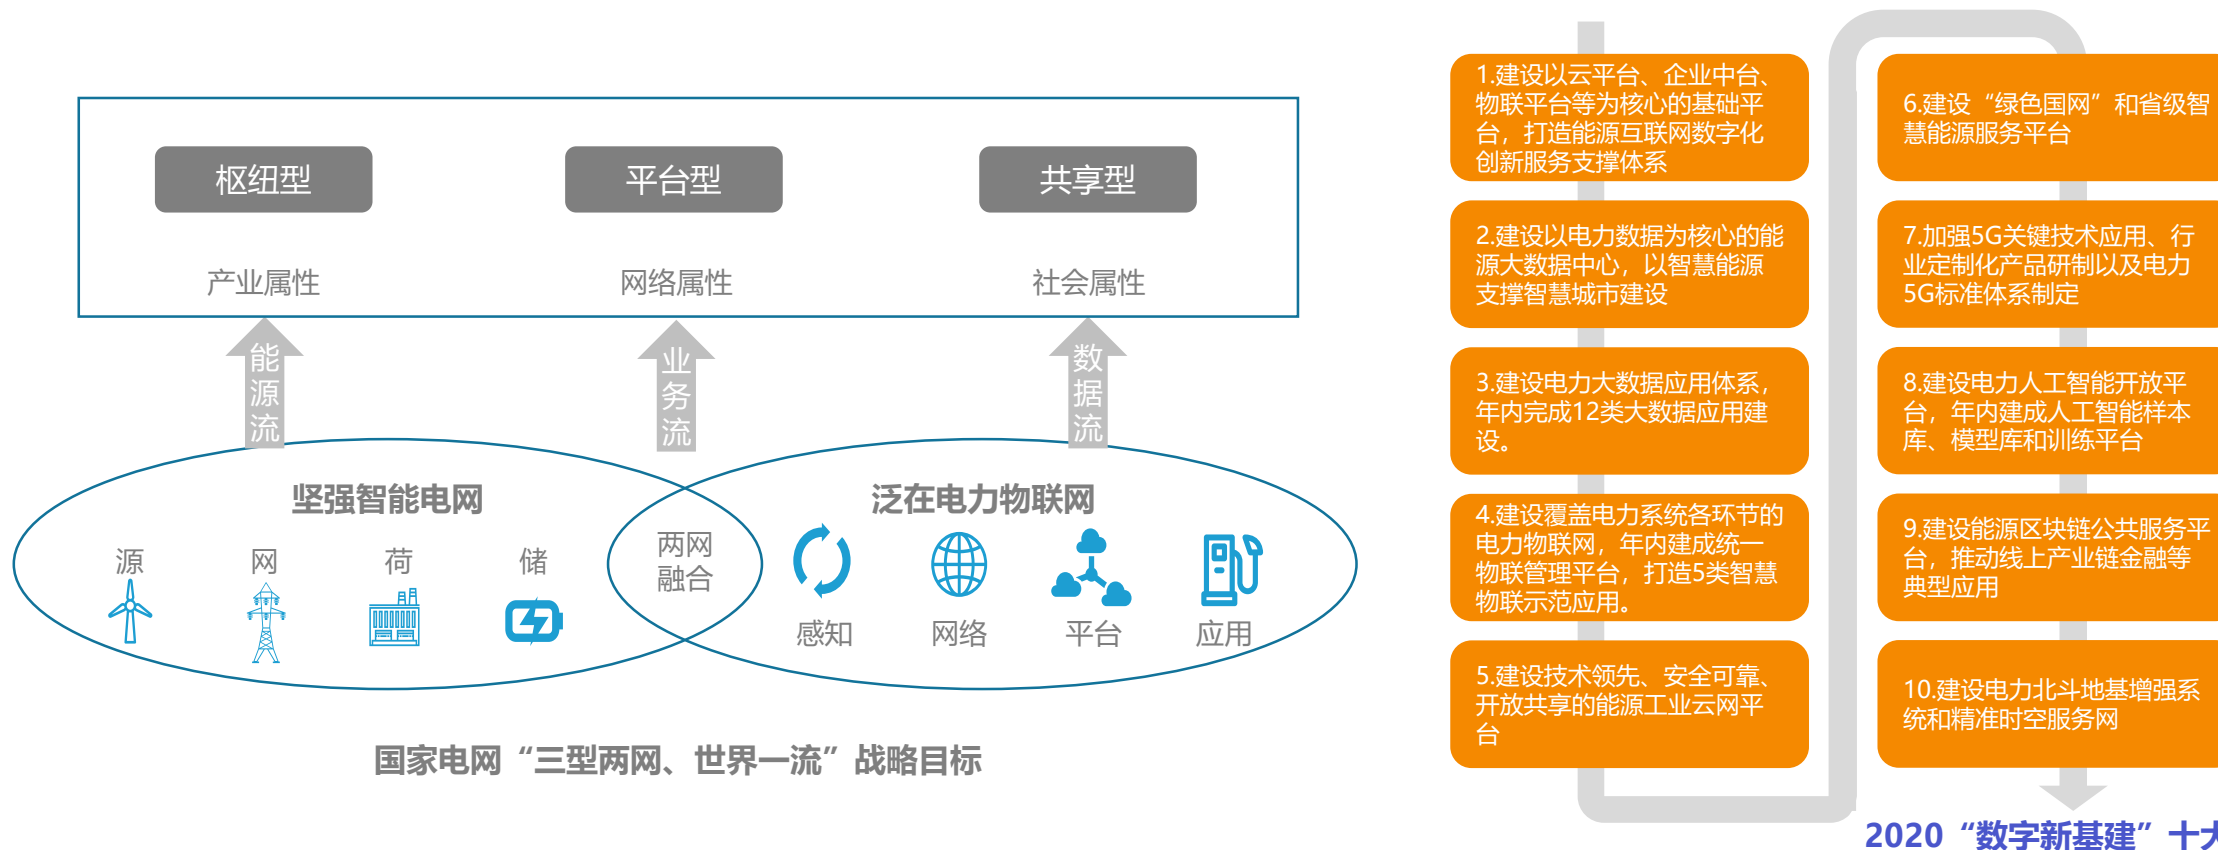 枢纽型
平台型
共享型
产业属性
网络属性
社会属性
能源流
业务流
数据流
坚强智能电网
泛在电力物联网
源
网
荷
储
两网
融合
感知
网络
平台
应用
国家电网“三型两网、世界一流”战略目标
1.建设以云平台、企业中台、
物联平台等为核心的基础平
台，打造能源互联网数字化
创新服务支撑体系
2.建设以电力数据为核心的能
源大数据中心，以智慧能源
支撑智慧城市建设
3.建设电力大数据应用体系，
年内完成12类大数据应用建
设。
4.建设覆盖电力系统各环节的
电力物联网，年内建成统一
物联管理平台，打造5类智慧
物联示范应用。
5.建设技术领先、安全可靠、
开放共享的能源工业云网平
台
6.建设“绿色国网”和省级智
慧能源服务平台
7.加强5G关键技术应用、行
业定制化产品研制以及电力
5G标准体系制定
8.建设电力人工智能开放平
台，年内建成人工智能样本
库、模型库和训练平台
9.建设能源区块链公共服务平
台，推动线上产业链金融等
典型应用
10.建设电力北斗地基增强系
统和精准时空服务网
2020“数字新基建”十大